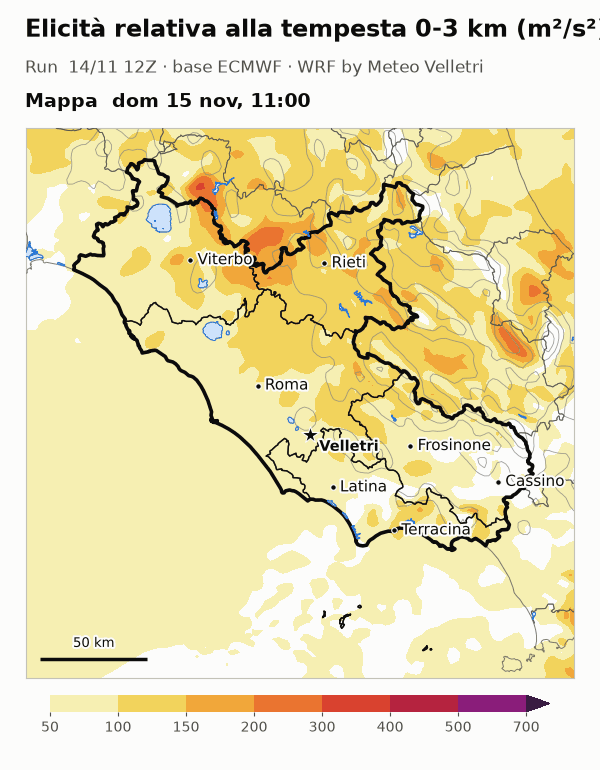 Elicità relativa alla tempesta 0-3 km (m²/s²)
Run  14/11 12Z · base ECMWF · WRF by Meteo Velletri
Mappa  dom 15 nov, 11:00
Viterbo
Rieti
Roma
Velletri
Frosinone
Cassino
Latina
Terracina
50 km
50 100 150 200 300 400 500 700